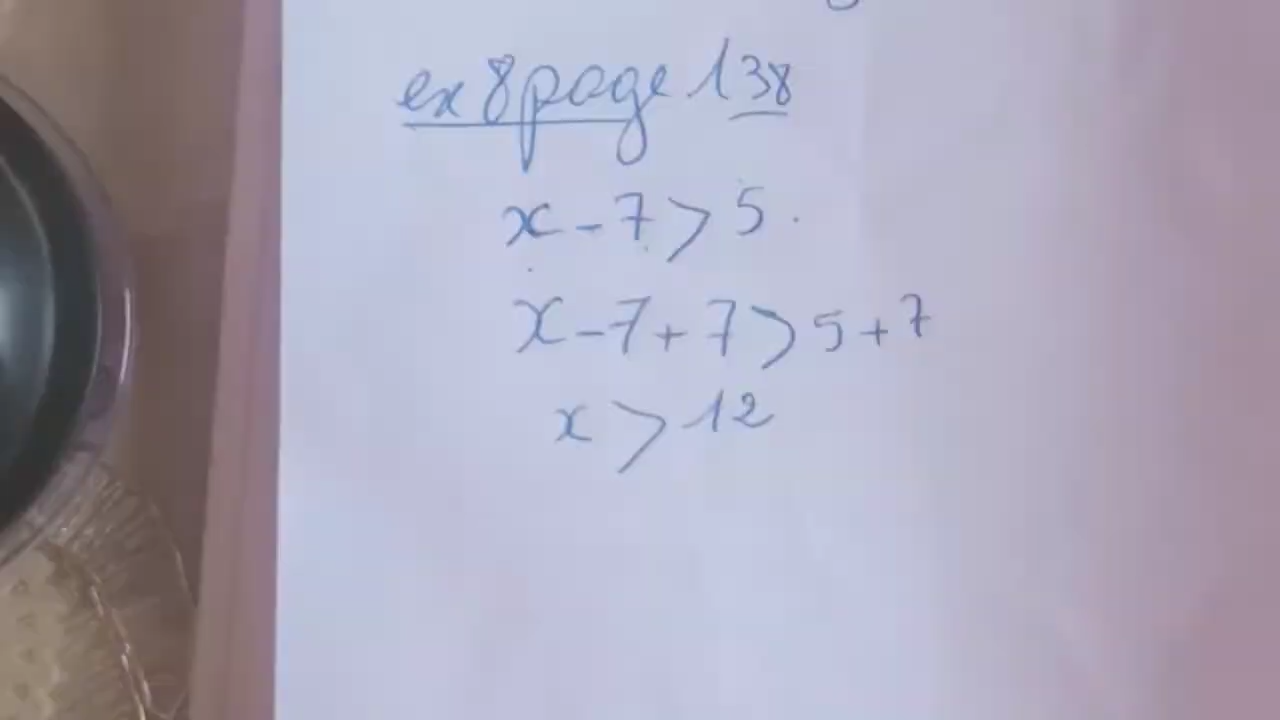 ex 8 page 138
x - 7 > 5.
x - 7 + 7 > 5 + 7
x > 12